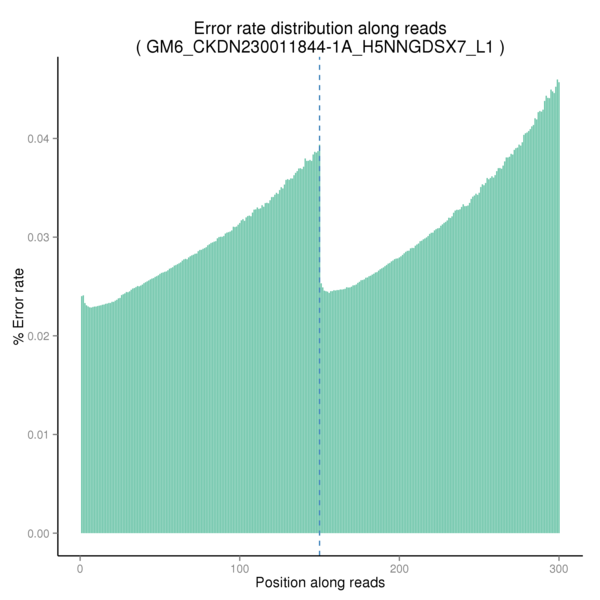 Error rate distribution along reads
( GM6_CKDN230011844-1A_H5NNGDSX7_L1 )
% Error rate
0.04
0.03
0.02
0.01
0.00
0 100 200 300
Position along reads